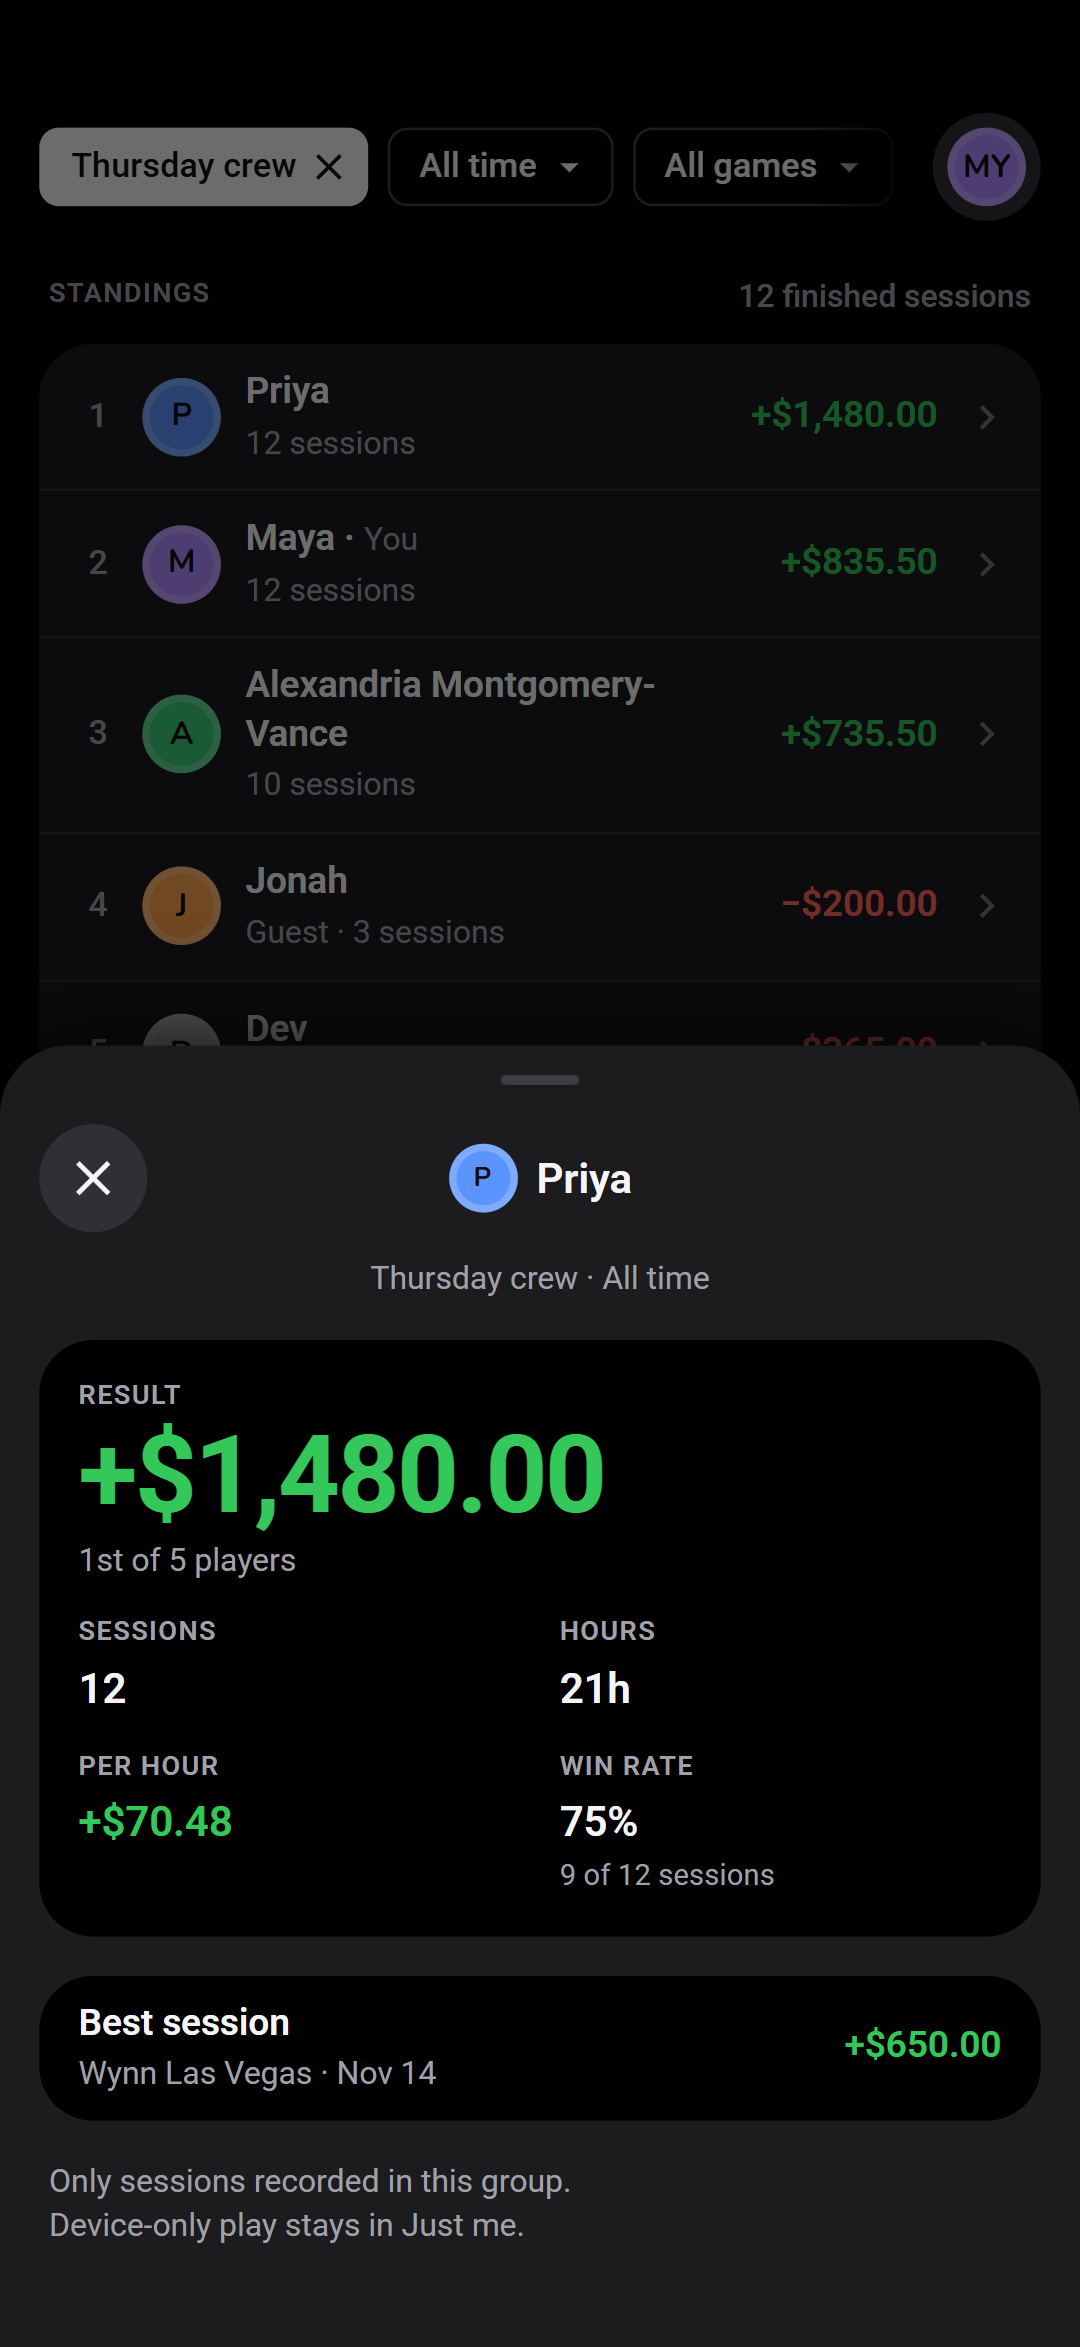 Thursday crew
All time
All games
MY
STANDINGS
12 finished sessions
1
P
Priya
12 sessions
+$1,480.00
2
M
Maya · You
12 sessions
+$835.50
3
A
Alexandria Montgomery-
Vance
10 sessions
+$735.50
4
J
Jonah
Guest · 3 sessions
−$200.00
Dev
P
Priya
Thursday crew · All time
RESULT
+$1,480.00
1st of 5 players
SESSIONS
12
HOURS
21h
PER HOUR
+$70.48
WIN RATE
75%
9 of 12 sessions
Best session
Wynn Las Vegas · Nov 14
+$650.00
Only sessions recorded in this group.
Device-only play stays in Just me.